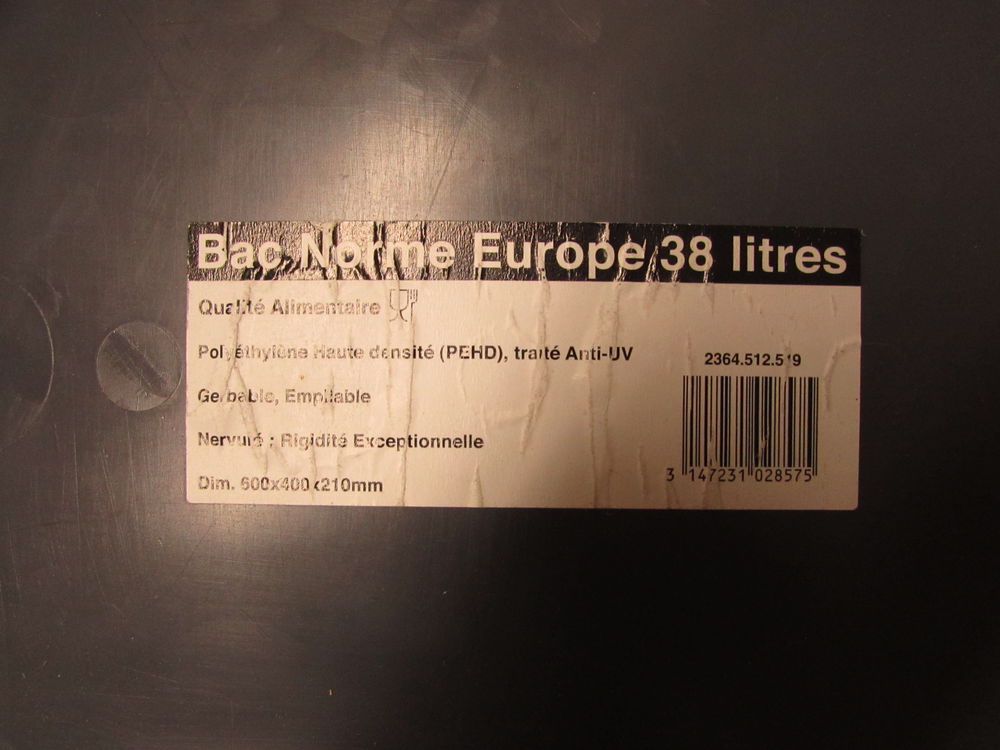 Bac Norme Europe 38 litres
Qualité Alimentaire
Polyéthylène Haute densité (PEHD), traité Anti-UV
2364.512.519
Gerbable, Empilable
Nervuré : Rigidité Exceptionnelle
3 147231 028575
Dim. 600x400x210mm